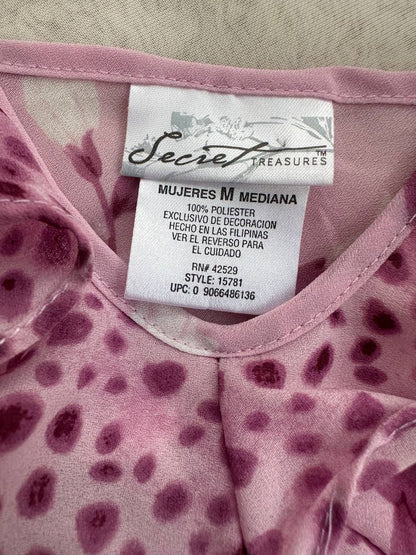 Secret
TREASURES™
MUJERES M MEDIANA
100% POLIESTER
EXCLUSIVO DE DECORACION
HECHO EN LAS FILIPINAS
VER EL REVERSO PARA
EL CUIDADO
RN# 42529
STYLE: 15781
UPC: 0 9066486136